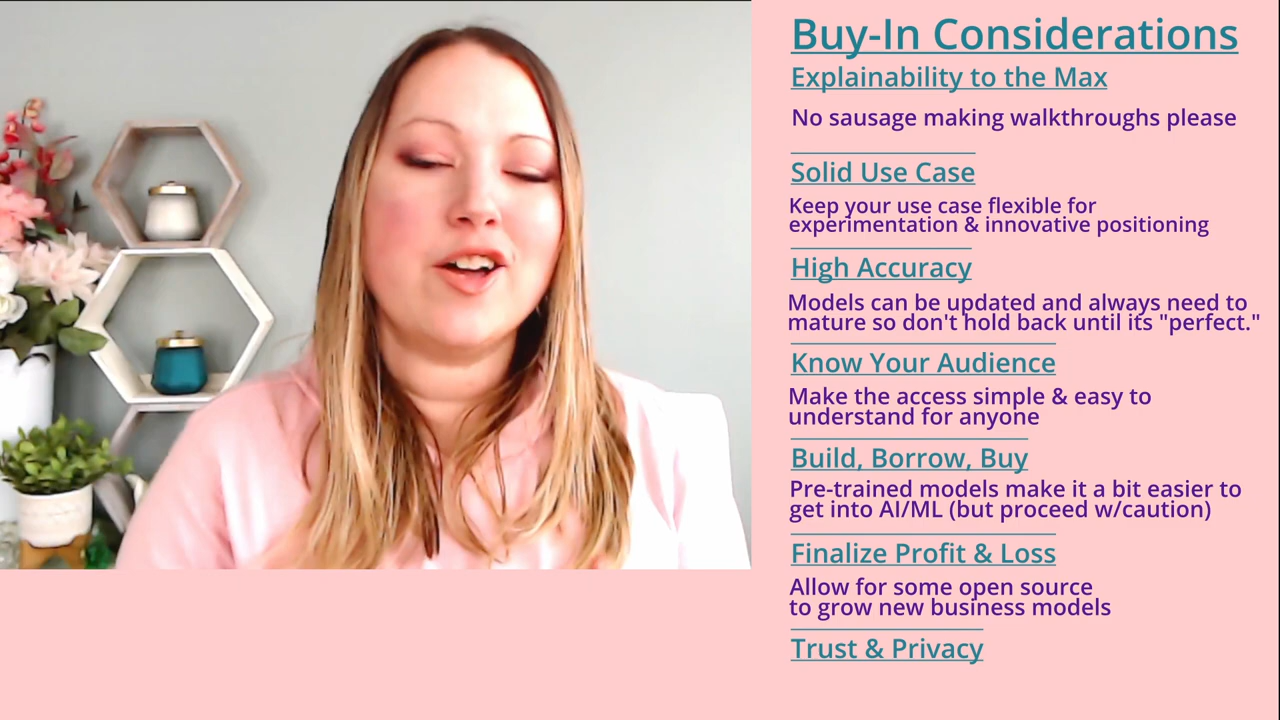 Buy-In Considerations
Explainability to the Max
No sausage making walkthroughs please
Solid Use Case
Keep your use case flexible for
experimentation & innovative positioning
High Accuracy
Models can be updated and always need to
mature so don't hold back until its "perfect."
Know Your Audience
Make the access simple & easy to
understand for anyone
Build, Borrow, Buy
Pre-trained models make it a bit easier to
get into AI/ML (but proceed w/caution)
Finalize Profit & Loss
Allow for some open source
to grow new business models
Trust & Privacy